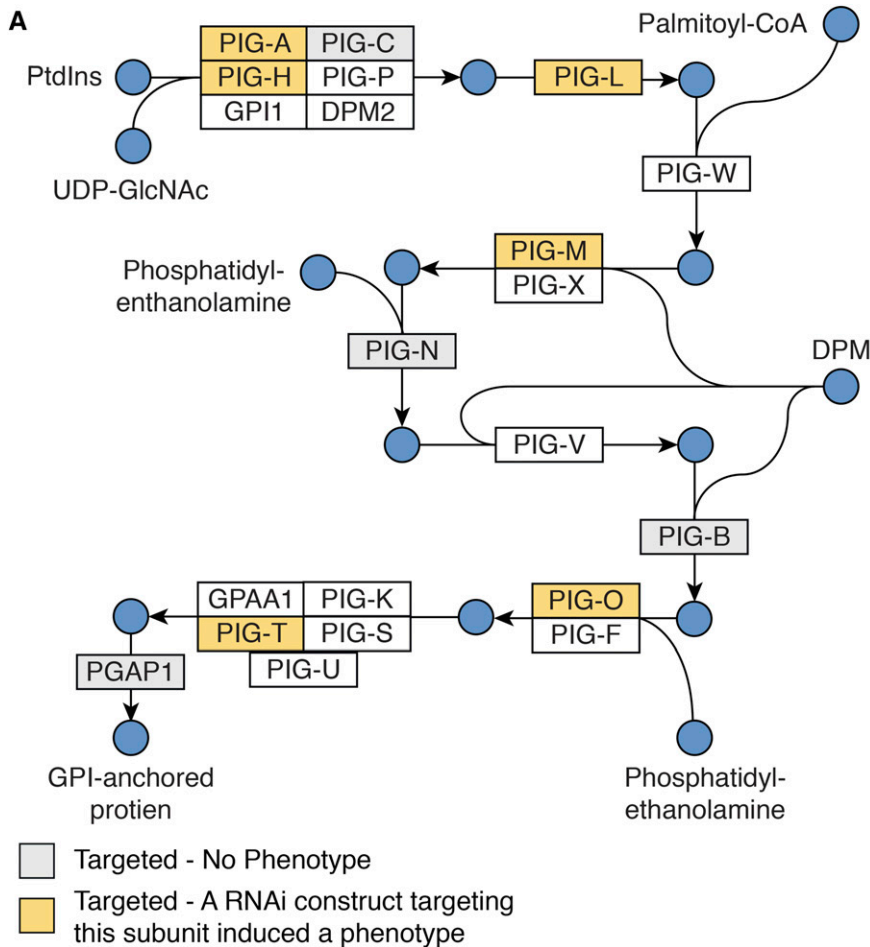 A
Palmitoyl-CoA
PIG-A PIG-C
PtdIns PIG-H PIG-P PIG-L
GPI1 DPM2
UDP-GlcNAc
PIG-W
Phosphatidyl-
enthanolamine
PIG-M
PIG-X
PIG-N
DPM
PIG-V
PIG-B
GPAA1 PIG-K
PIG-T PIG-S
PIG-U
PIG-O
PIG-F
PGAP1
GPI-anchored
protien
Phosphatidyl-
ethanolamine
Targeted - No Phenotype
Targeted - A RNAi construct targeting
this subunit induced a phenotype